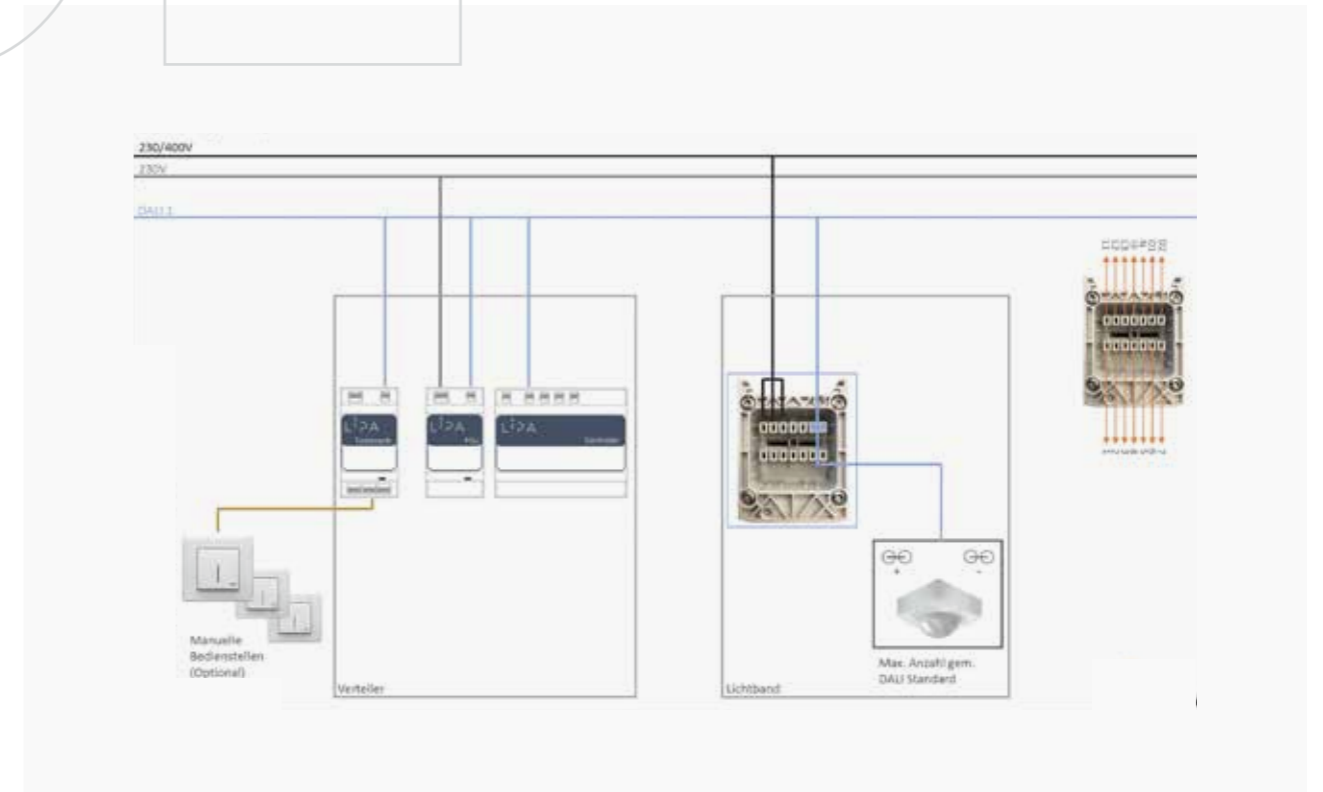 230/400V
230V
DALI 1
LiPA
LiPA
PSU
LiPA
Controller
+
-
Manuelle
Bedienstellen
(Optional)
Max. Anzahl gem.
DALI Standard
Verteiler
Lichtband